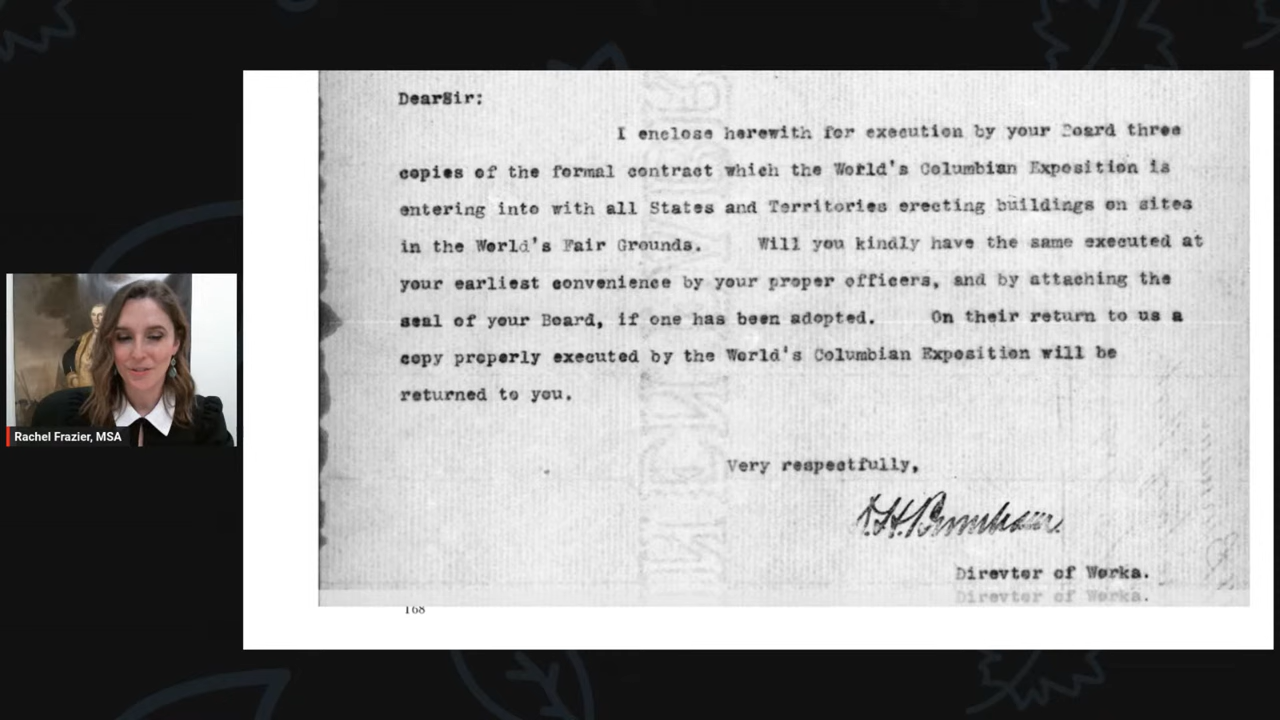 DearSir:
I enclose herewith for execution by your Board three
copies of the formal contract which the World's Columbian Exposition is
entering into with all States and Territories erecting buildings on sites
in the World's Fair Grounds. Will you kindly have the same executed at
your earliest convenience by your proper officers, and by attaching the
seal of your Board, if one has been adopted. On their return to us a
copy properly executed by the World's Columbian Exposition will be
returned to you.
Very respectfully,
D.H.Burnham
Direvter of Worka.
Direvter of Worka.
168
Rachel Frazier, MSA